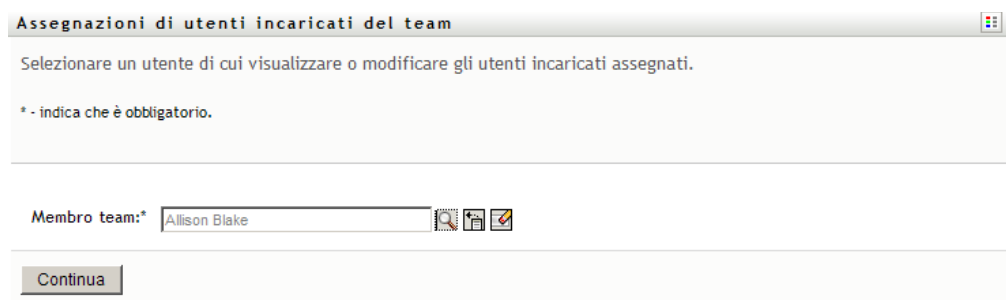 Assegnazioni di utenti incaricati del team
Selezionare un utente di cui visualizzare o modificare gli utenti incaricati assegnati.
* - indica che è obbligatorio.
Membro team:* Allison Blake
Continua